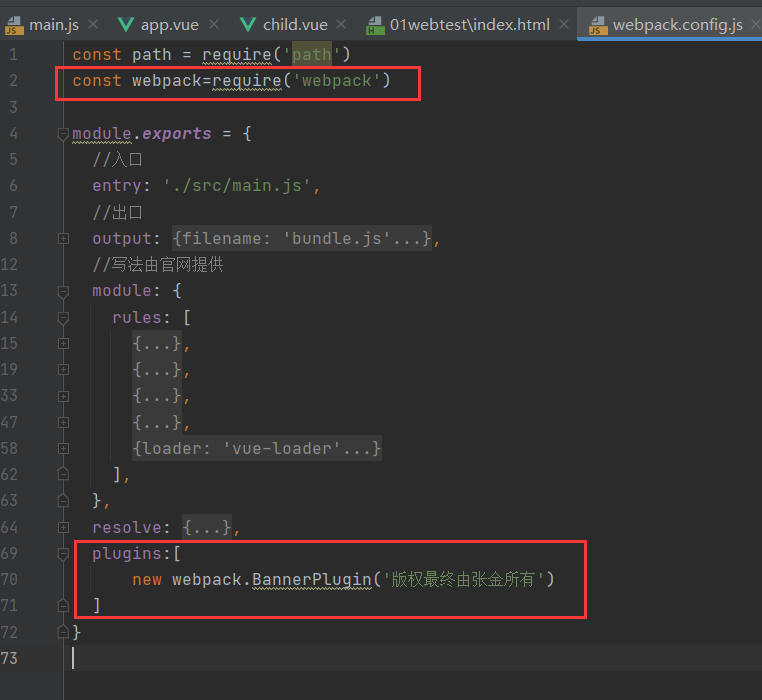 main.js app.vue child.vue 01webtest\index.html webpack.config.js
1 const path = require('path')
2 const webpack=require('webpack')
3
4 module.exports = {
5 //入口
6 entry: './src/main.js',
7 //出口
8 output: {filename: 'bundle.js'...},
12 //写法由官网提供
13 module: {
14 rules: [
15 {...},
19 {...},
33 {...},
47 {...},
58 {loader: 'vue-loader'...}
62 ],
63 },
64 resolve: {...},
69 plugins:[
70 new webpack.BannerPlugin('版权最终由张金所有')
71 ]
72 }
73